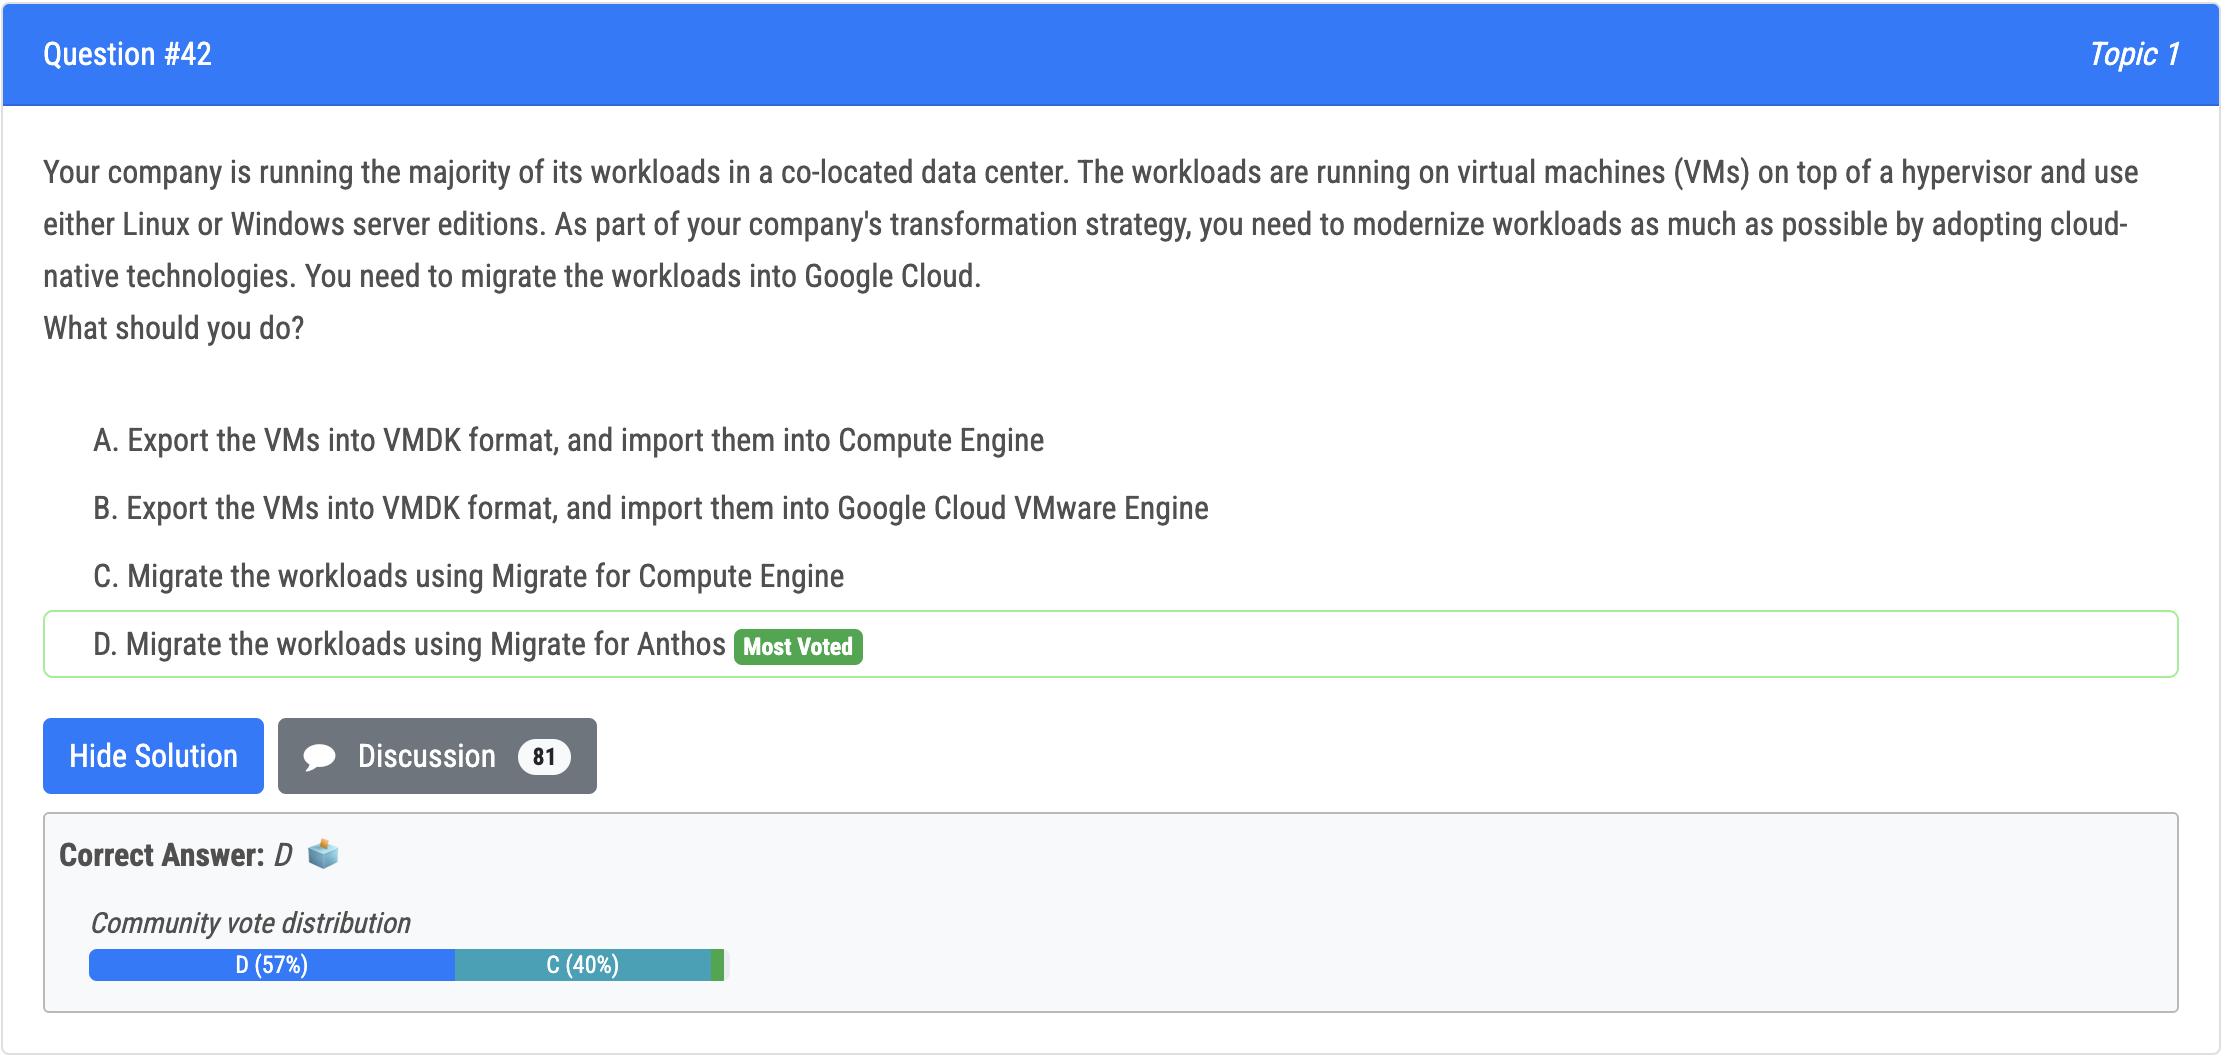 Question #42
Topic 1
Your company is running the majority of its workloads in a co-located data center. The workloads are running on virtual machines (VMs) on top of a hypervisor and use
either Linux or Windows server editions. As part of your company's transformation strategy, you need to modernize workloads as much as possible by adopting cloud-
native technologies. You need to migrate the workloads into Google Cloud.
What should you do?
A. Export the VMs into VMDK format, and import them into Compute Engine
B. Export the VMs into VMDK format, and import them into Google Cloud VMware Engine
C. Migrate the workloads using Migrate for Compute Engine
D. Migrate the workloads using Migrate for Anthos Most Voted
Hide Solution
Discussion 81
Correct Answer: D
Community vote distribution
D (57%) C (40%)